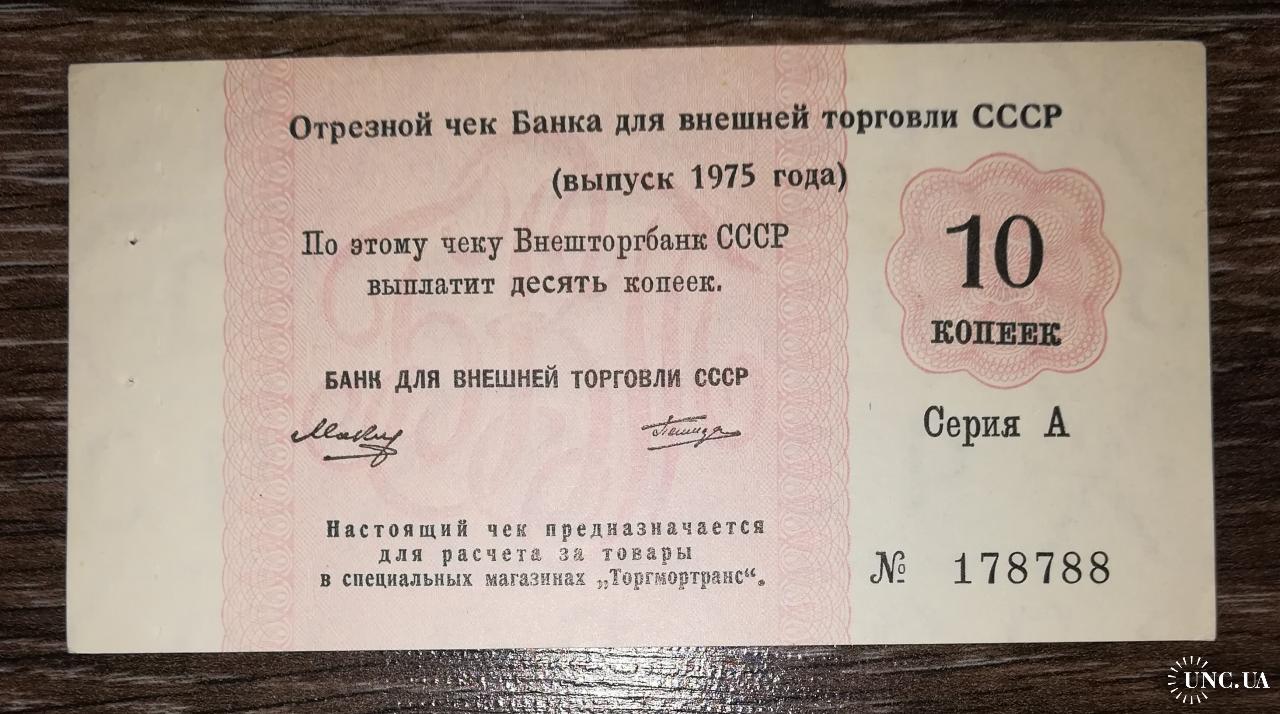 Отрезной чек Банка для внешней торговли СССР
(выпуск 1975 года)
По этому чеку Внешторгбанк СССР
выплатит десять копеек.
10
КОПЕЕК
БАНК ДЛЯ ВНЕШНЕЙ ТОРГОВЛИ СССР
Серия А
Настоящий чек предназначается
для расчета за товары
в специальных магазинах „Торгмортранс“.
№ 178788
UNC.UA